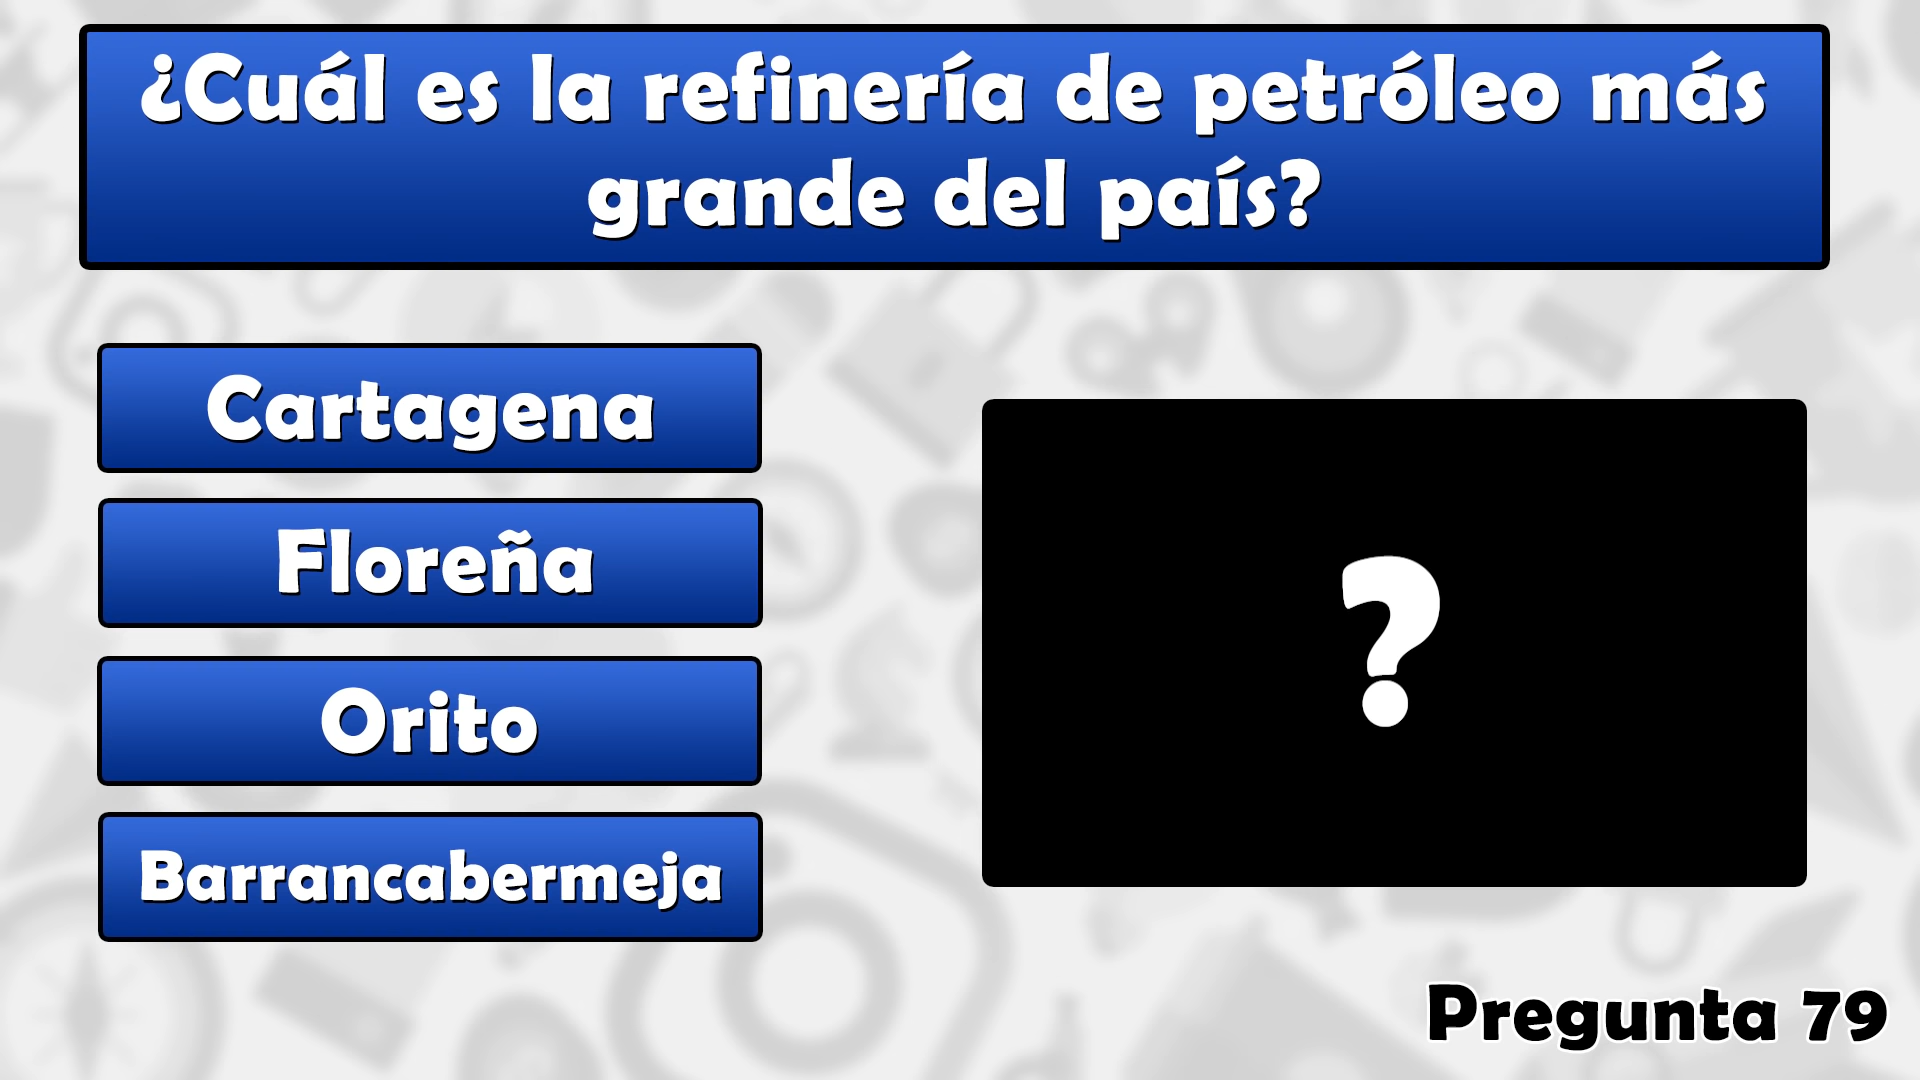 ¿Cuál es la refinería de petróleo más
grande del país?
Cartagena
Floreña
Orito
Barrancabermeja
?
Pregunta 79